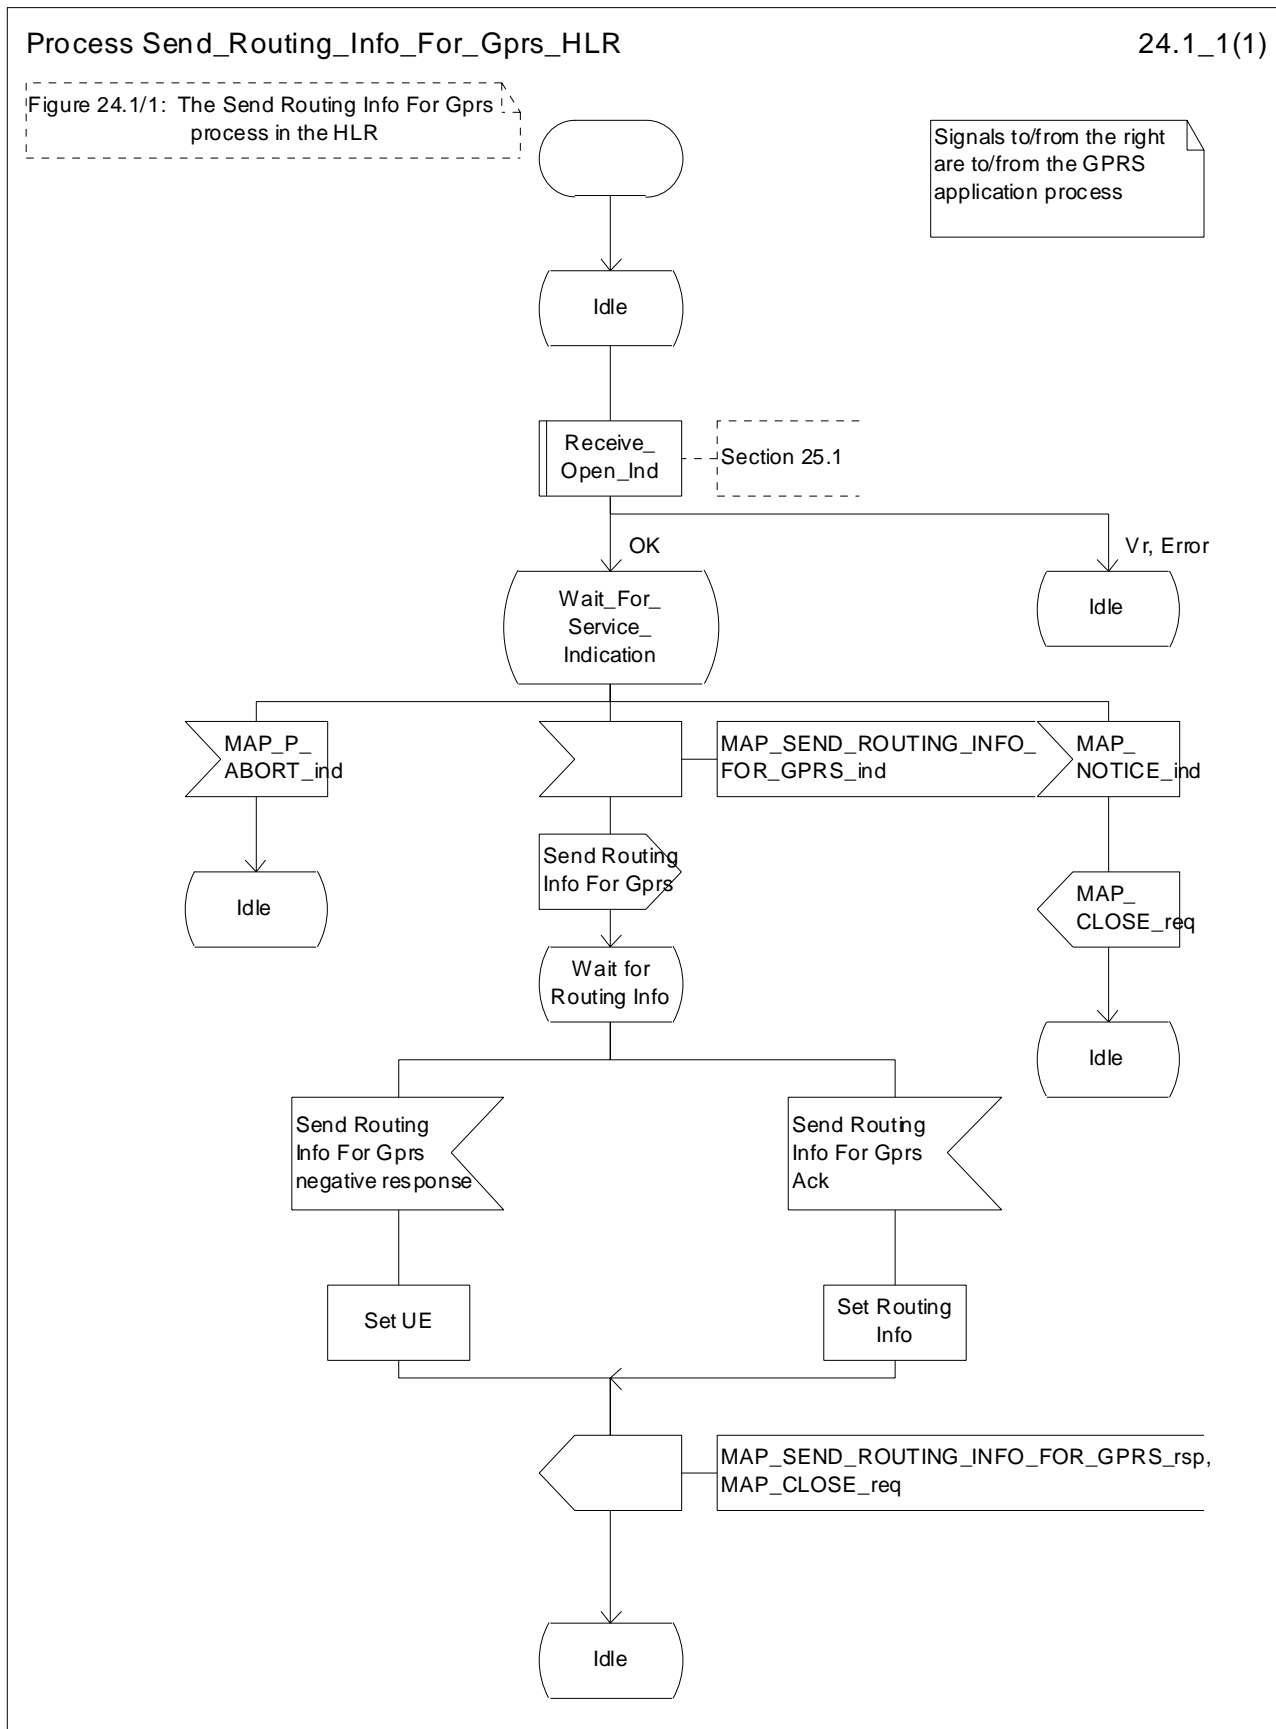 Process Send_Routing_Info_For_Gprs_HLR
24.1_1(1)
Figure 24.1/1: The Send Routing Info For Gprs
process in the HLR
Signals to/from the right
are to/from the GPRS
application process
Idle
Receive_
Open_Ind
Section 25.1
OK
Vr, Error
Wait_For_
Service_
Indication
Idle
MAP_P_
ABORT_ind
MAP_SEND_ROUTING_INFO_
FOR_GPRS_ind
MAP_
NOTICE_ind
Send Routing
Info For Gprs
Idle
MAP_
CLOSE_req
Wait for
Routing Info
Idle
Send Routing
Info For Gprs
negative response
Send Routing
Info For Gprs
Ack
Set UE
Set Routing
Info
MAP_SEND_ROUTING_INFO_FOR_GPRS_rsp,
MAP_CLOSE_req
Idle